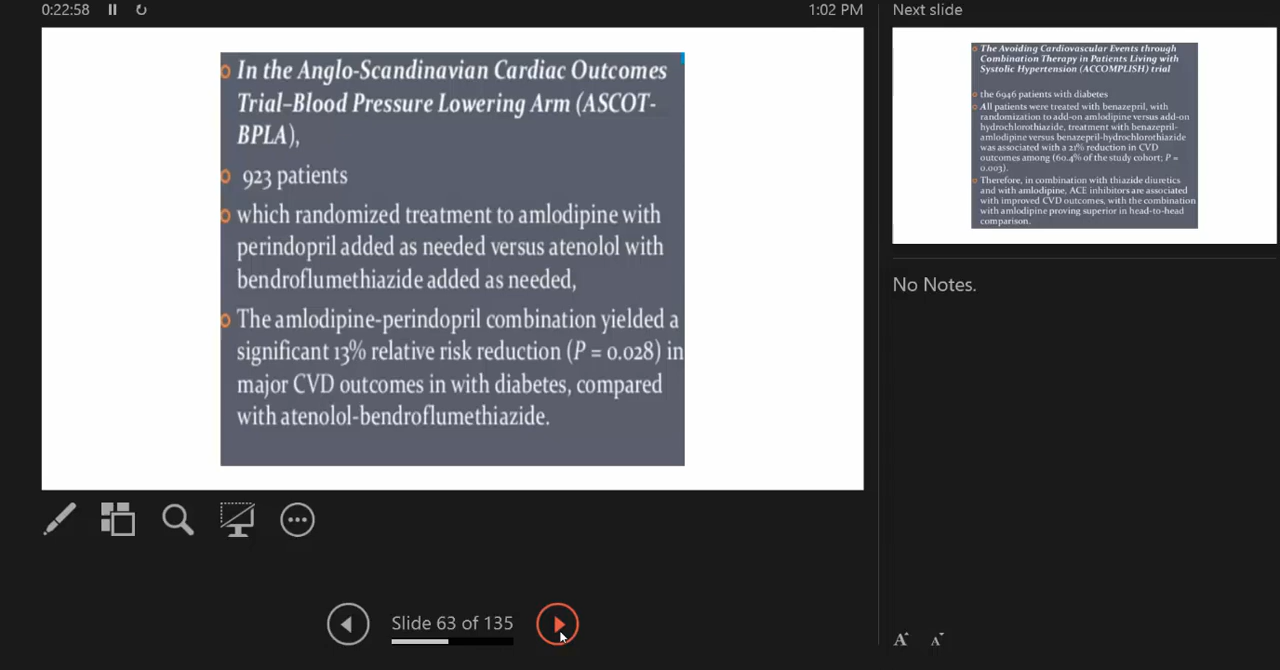 0:22:58
1:02 PM
In the Anglo-Scandinavian Cardiac Outcomes
Trial–Blood Pressure Lowering Arm (ASCOT-
BPLA),
923 patients
which randomized treatment to amlodipine with
perindopril added as needed versus atenolol with
bendroflumethiazide added as needed,
The amlodipine-perindopril combination yielded a
significant 13% relative risk reduction (P = 0.028) in
major CVD outcomes in with diabetes, compared
with atenolol-bendroflumethiazide.
Slide 63 of 135
Next slide
The Avoiding Cardiovascular Events through
Combination Therapy in Patients Living with
Systolic Hypertension (ACCOMPLISH) trial
the 6946 patients with diabetes
All patients were treated with benazepril, with
randomization to add-on amlodipine versus add-on
hydrochlorothiazide, treatment with benazepril-
amlodipine versus benazepril-hydrochlorothiazide
was associated with a 21% reduction in CVD
outcomes among (60.4% of the study cohort; P =
0.003).
Therefore, in combination with thiazide diuretics
and with amlodipine, ACE inhibitors are associated
with improved CVD outcomes, with the combination
with amlodipine proving superior in head-to-head
comparison.
No Notes.
A A